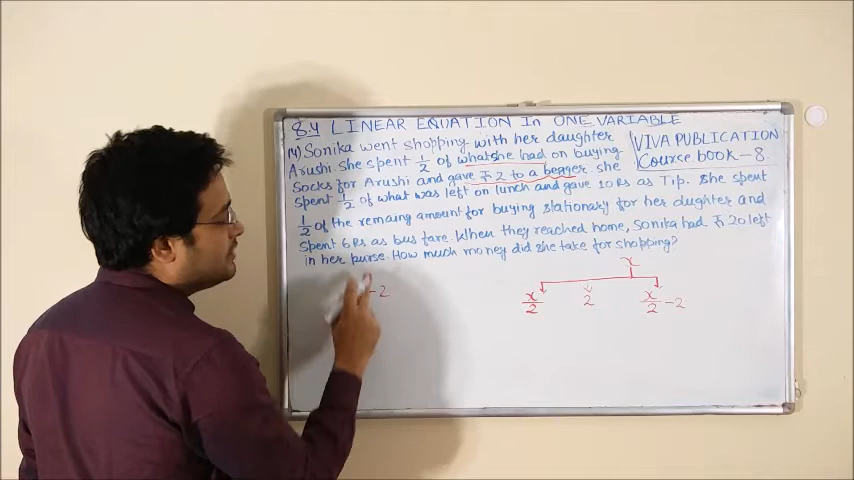 8.4 LINEAR EQUATION In ONE VARIABLE
14) Sonika went shopping with her daughter
VIVA PUBLICATION
Arushi she spent 1/2 of whatshe had on buying
Cource book-8.
Socks for Arushi and gave ₹ 2 to a begger. she
spent 1/2 of what was left on lunch and gave 10 Rs as Tip. She spent
1/2 of the remaing amount for buying stationary for her dughter and
Spent 6 Rs as bus fare. When they reached home, Sonika had ₹ 20 left
in her purse. How much money did she take for shopping?
x
x/2 2 x/2 -2
-2